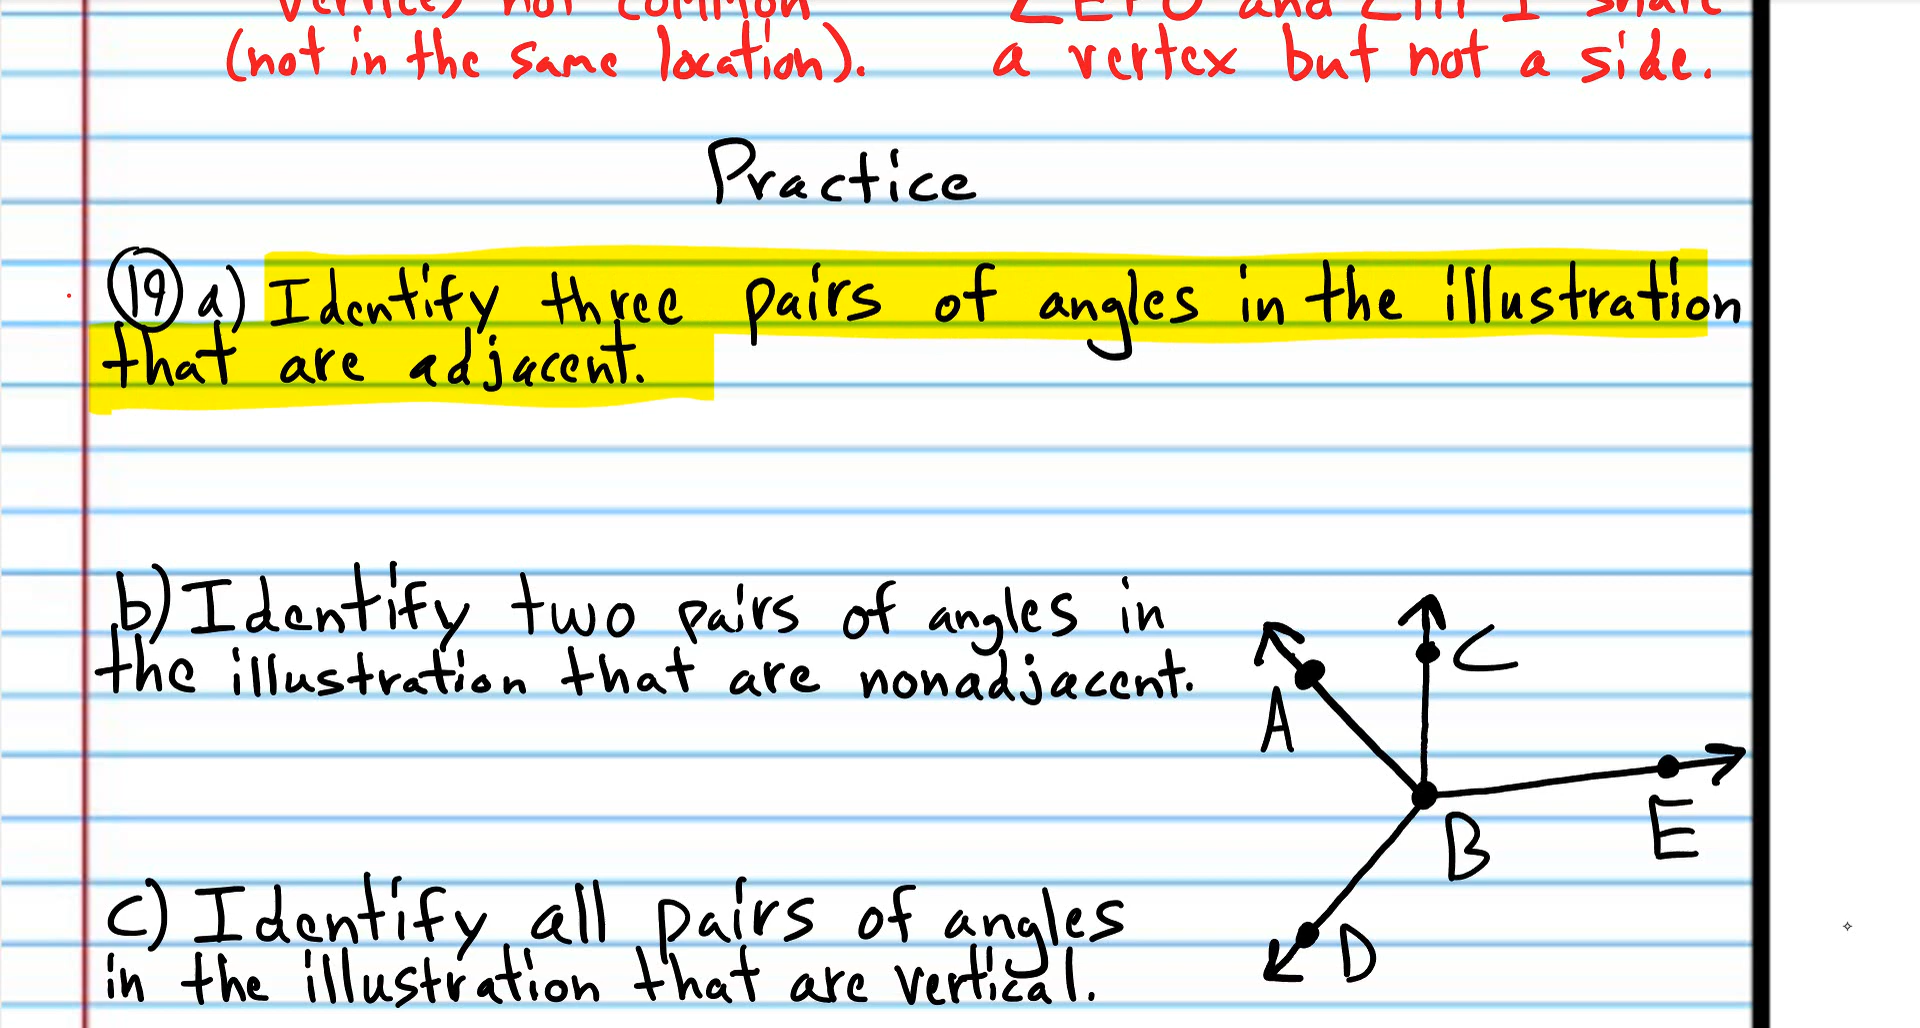 (not in the same location).
a vertex but not a side.
Practice
19 a) Identify three pairs of angles in the illustration
that are adjacent.
b) Identify two pairs of angles in
the illustration that are nonadjacent.
C
A
E
B
c) Identify all pairs of angles
D
in the illustration that are vertical.